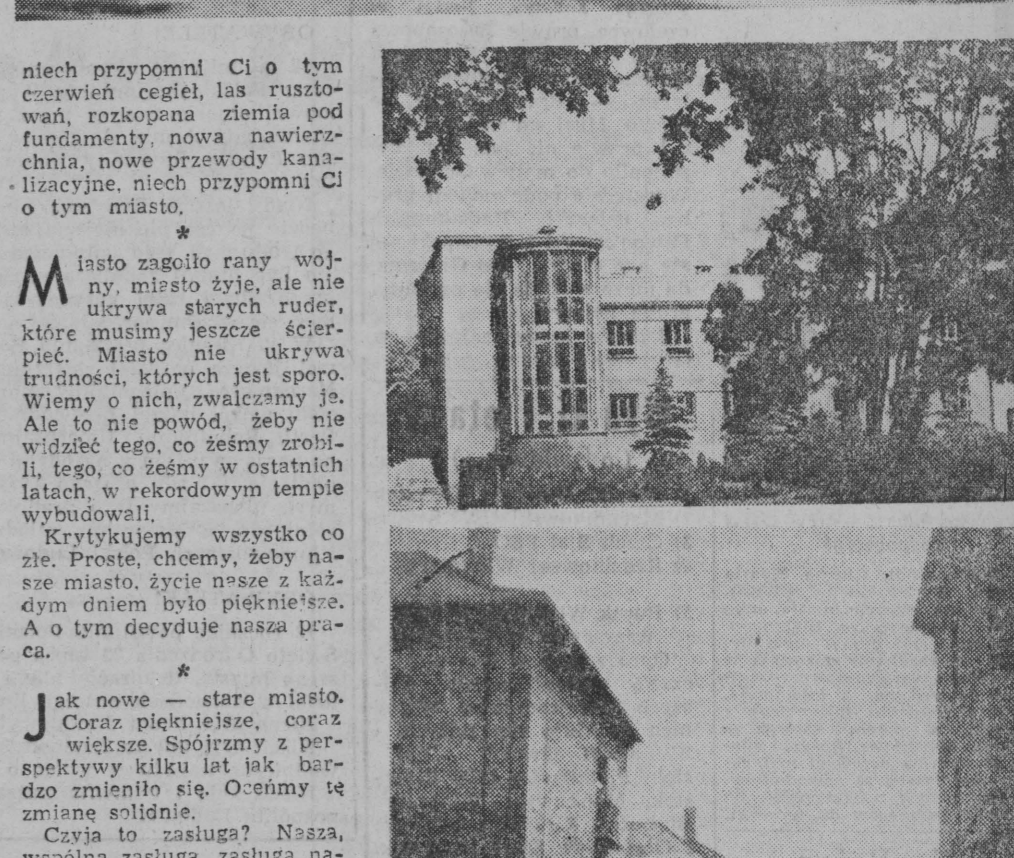 niech przypomni Ci o tym
czerwień cegieł, las ruszto-
wań, rozkopana ziemia pod
fundamenty, nowa nawierz-
chnia, nowe przewody kana-
lizacyjne, niech przypomni Ci
o tym miasto.
*
Miasto zagoiło rany woj-
ny, miasto żyje, ale nie
ukrywa starych ruder,
które musimy jeszcze ścier-
pieć. Miasto nie ukrywa
trudności, których jest sporo.
Wiemy o nich, zwalczamy je.
Ale to nie powód, żeby nie
widzieć tego, co żeśmy zrobi-
li, tego, co żeśmy w ostatnich
latach, w rekordowym tempie
wybudowali.
Krytykujemy wszystko co
złe. Proste, chcemy, żeby na-
sze miasto, życie nasze z każ-
dym dniem było piękniejsze.
A o tym decyduje nasza pra-
ca.
*
Jak nowe — stare miasto.
Coraz piękniejsze, coraz
większe. Spójrzmy z per-
spektywy kilku lat jak bar-
dzo zmieniło się. Oceńmy tę
zmianę solidnie.
Czyja to zasługa? Nasza,
wspólna zasługa, zasługa na-